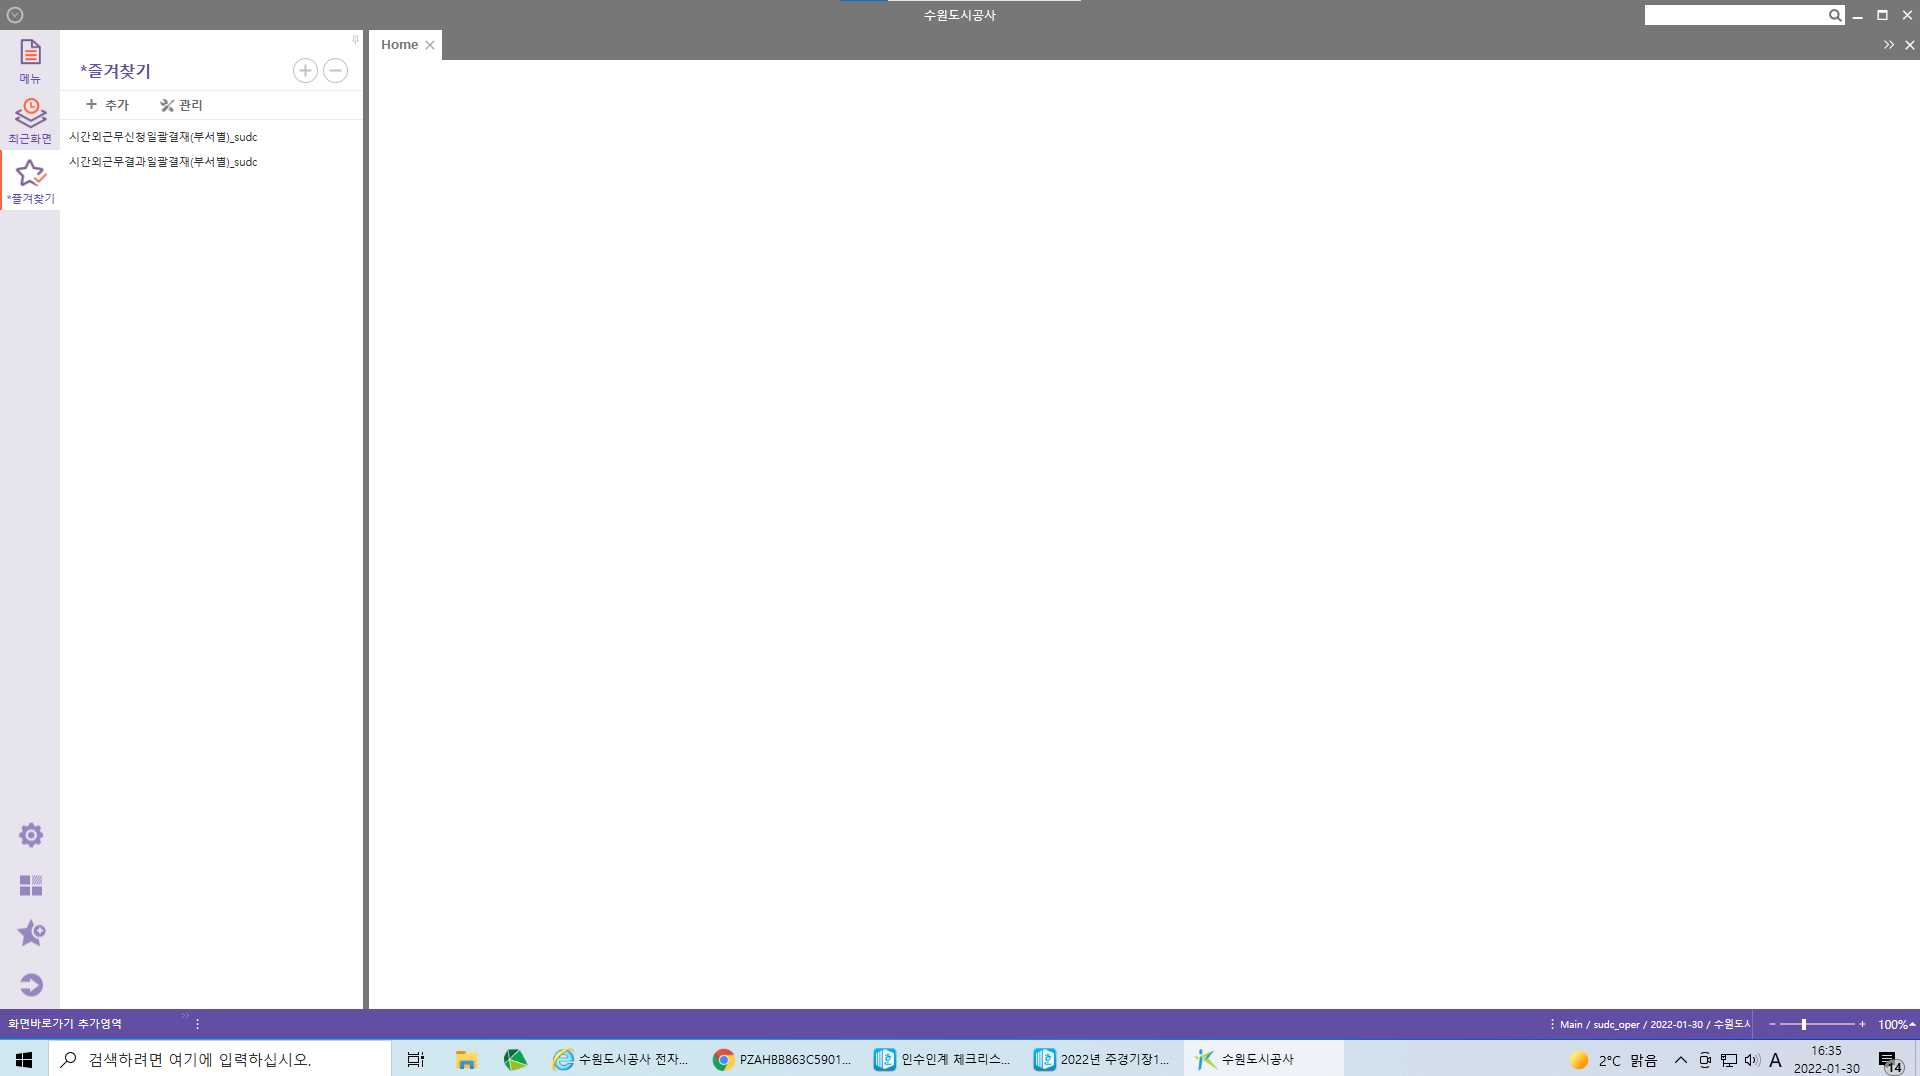 수원도시공사
Home
메뉴
*즐겨찾기
추가 관리
최근화면
시간외근무신청일괄결재(부서별)_sudc
시간외근무결과일괄결재(부서별)_sudc
*즐겨찾기
화면바로가기 추가영역
Main / sudc_oper / 2022-01-30 / 수원도시
100%
검색하려면 여기에 입력하십시오.
수원도시공사 전자...
PZAHBB863C5901...
인수인계 체크리스...
2022년 주경기장1...
수원도시공사
2°C 맑음
A
16:35
2022-01-30
14